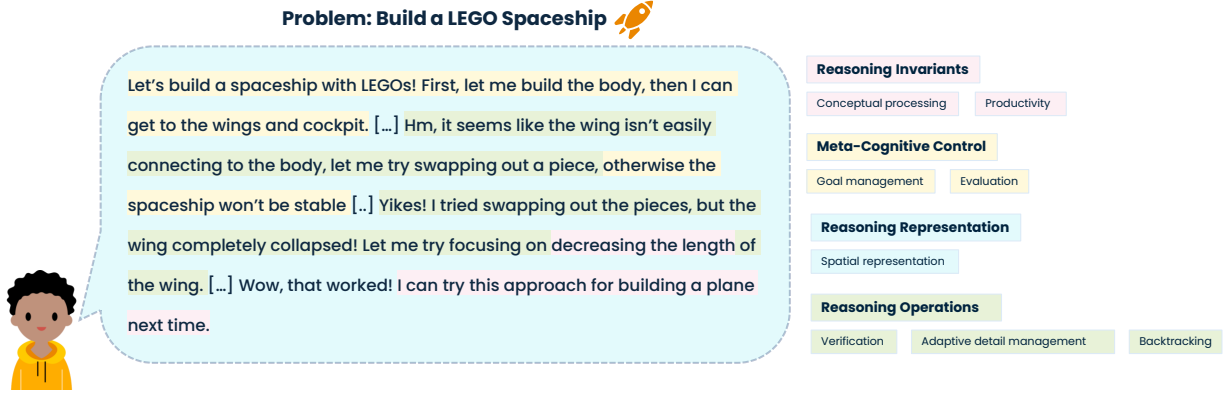 Problem: Build a LEGO Spaceship
Let’s build a spaceship with LEGOs! First, let me build the body, then I can
get to the wings and cockpit. […] Hm, it seems like the wing isn’t easily
connecting to the body, let me try swapping out a piece, otherwise the
spaceship won’t be stable [..] Yikes! I tried swapping out the pieces, but the
wing completely collapsed! Let me try focusing on decreasing the length of
the wing. […] Wow, that worked! I can try this approach for building a plane
next time.
Reasoning Invariants
Conceptual processing
Productivity
Meta-Cognitive Control
Goal management
Evaluation
Reasoning Representation
Spatial representation
Reasoning Operations
Verification
Adaptive detail management
Backtracking